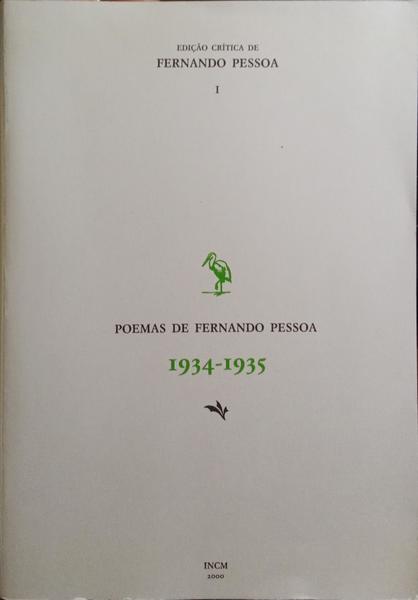 EDIÇÃO CRÍTICA DE
FERNANDO PESSOA
I
POEMAS DE FERNANDO PESSOA
1934-1935
INCM
2000